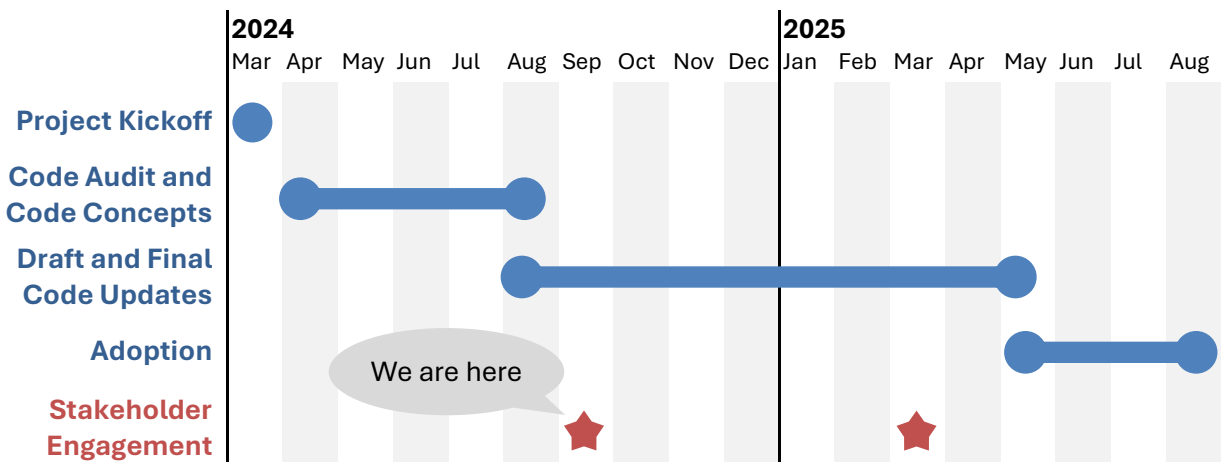 2024 2025
Mar Apr May Jun Jul Aug Sep Oct Nov Dec Jan Feb Mar Apr May Jun Jul Aug
Project Kickoff
Code Audit and
Code Concepts
Draft and Final
Code Updates
Adoption
We are here
Stakeholder
Engagement